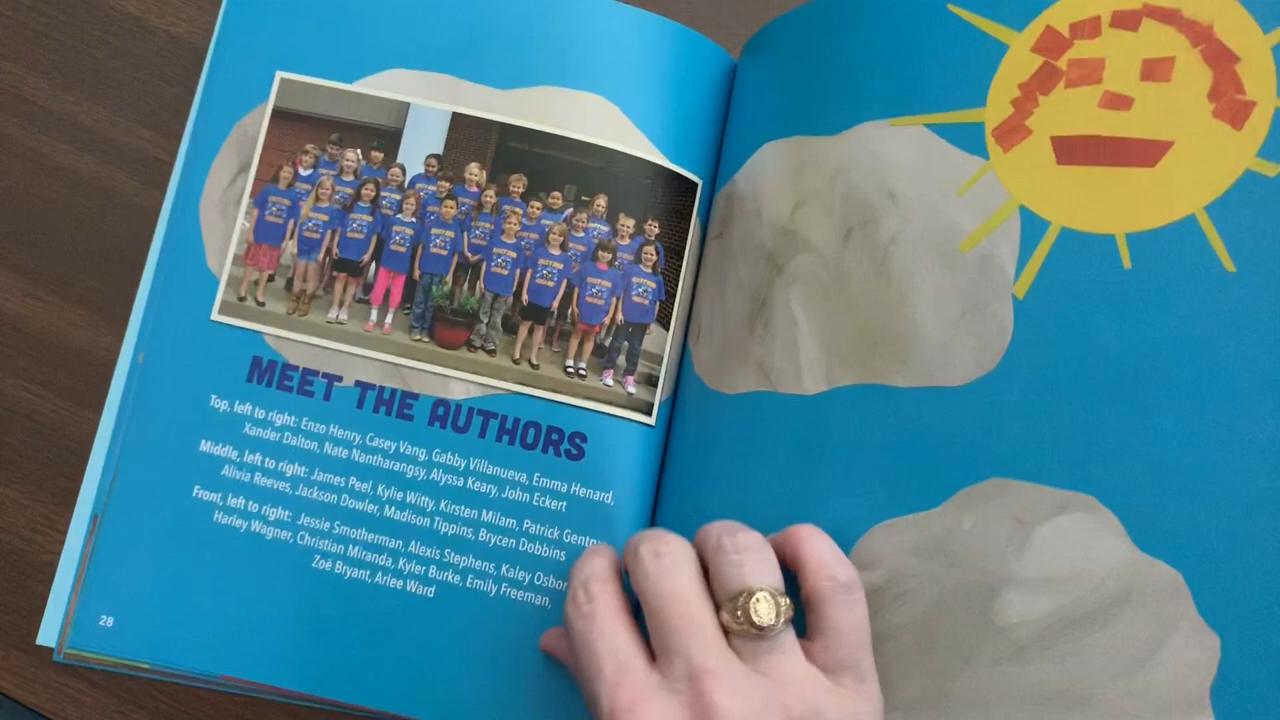 MEET THE AUTHORS
Top, left to right: Enzo Henry, Casey Vang, Gabby Villanueva, Emma Henard,
Xander Dalton, Nate Nantharangsy, Alyssa Keary, John Eckert
Middle, left to right: James Peel, Kylie Witty, Kirsten Milam, Patrick Gentry,
Alivia Reeves, Jackson Dowler, Madison Tippins, Brycen Dobbins
Front, left to right: Jessie Smotherman, Alexis Stephens, Kaley
Harley Wagner, Christian Miranda, Kyler Burke, Emily Freeman,
Zoë Bryant, Arlee Ward
28